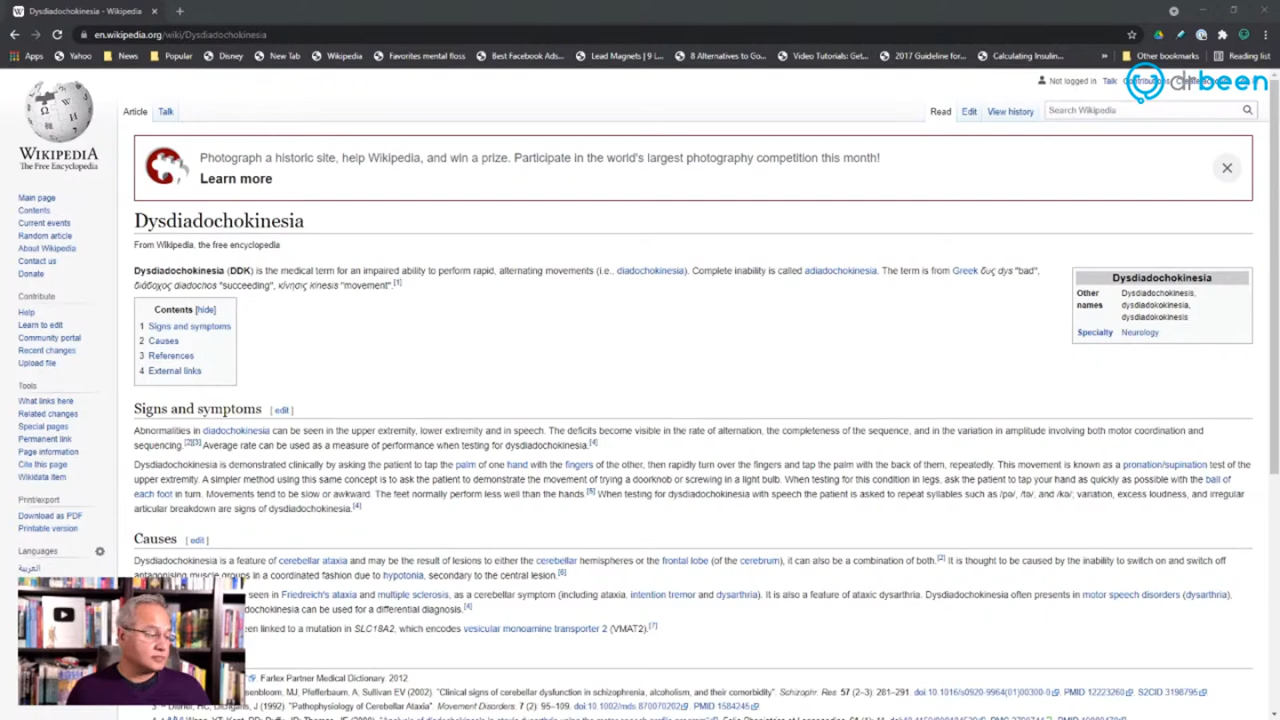 Dysdiadochokinesia - Wikipedia
en.wikipedia.org/wiki/Dysdiadochokinesia
Apps Yahoo News Popular Disney New Tab Wikipedia Favorites mental floss Best Facebook Ads... Lead Magnets | 9 L... 8 Alternatives to Go... Video Tutorials: Get... 2017 Guideline for... Calculating Insulin... » Other bookmarks Reading list
Not logged in Talk
drbeen
Article Talk Read Edit View history Search Wikipedia
WIKIPEDIA
The Free Encyclopedia
Main page
Contents
Current events
Random article
About Wikipedia
Contact us
Donate
Contribute
Help
Learn to edit
Community portal
Recent changes
Upload file
Tools
What links here
Related changes
Special pages
Permanent link
Page information
Cite this page
Wikidata item
Print/export
Download as PDF
Printable version
Languages
العربية
Photograph a historic site, help Wikipedia, and win a prize. Participate in the world's largest photography competition this month!
Learn more
Dysdiadochokinesia
From Wikipedia, the free encyclopedia
Dysdiadochokinesia (DDK) is the medical term for an impaired ability to perform rapid, alternating movements (i.e., diadochokinesia). Complete inability is called adiadochokinesia. The term is from Greek δυς dys "bad",
διάδοχος diadochos "succeeding", κίνησις kinesis "movement".[1]
Dysdiadochokinesia
Other names Dysdiadochokinesis,
dysdiadokokinesia,
dysdiadokokinesis
Specialty Neurology
Contents [hide]
1 Signs and symptoms
2 Causes
3 References
4 External links
Signs and symptoms [ edit ]
Abnormalities in diadochokinesia can be seen in the upper extremity, lower extremity and in speech. The deficits become visible in the rate of alternation, the completeness of the sequence, and in the variation in amplitude involving both motor coordination and
sequencing.[2][3] Average rate can be used as a measure of performance when testing for dysdiadochokinesia.[4]
Dysdiadochokinesia is demonstrated clinically by asking the patient to tap the palm of one hand with the fingers of the other, then rapidly turn over the fingers and tap the palm with the back of them, repeatedly. This movement is known as a pronation/supination test of the
upper extremity. A simpler method using this same concept is to ask the patient to demonstrate the movement of trying a doorknob or screwing in a light bulb. When testing for this condition in legs, ask the patient to tap your hand as quickly as possible with the ball of
each foot in turn. Movements tend to be slow or awkward. The feet normally perform less well than the hands.[5] When testing for dysdiadochokinesia with speech the patient is asked to repeat syllables such as /pə/, /tə/, and /kə/; variation, excess loudness, and irregular
articular breakdown are signs of dysdiadochokinesia.[4]
Causes [ edit ]
Dysdiadochokinesia is a feature of cerebellar ataxia and may be the result of lesions to either the cerebellar hemispheres or the frontal lobe (of the cerebrum), it can also be a combination of both.[2] It is thought to be caused by the inability to switch on and switch off
antagonising muscle groups in a coordinated fashion due to hypotonia, secondary to the central lesion.[6]
seen in Friedreich's ataxia and multiple sclerosis, as a cerebellar symptom (including ataxia, intention tremor and dysarthria). It is also a feature of ataxic dysarthria. Dysdiadochokinesia often presents in motor speech disorders (dysarthria),
dochokinesia can be used for a differential diagnosis.[4]
en linked to a mutation in SLC18A2, which encodes vesicular monoamine transporter 2 (VMAT2).[7]
Farlex Partner Medical Dictionary. 2012
senbloom, MJ, Pfefferbaum, A, Sullivan EV (2002). "Clinical signs of cerebellar dysfunction in schizophrenia, alcoholism, and their comorbidity". Schizophr. Res. 57 (2–3): 281–291. doi:10.1016/s0920-9964(01)00300-0. PMID 12223260. S2CID 3198795.
(1992). "Pathophysiology of Cerebellar Ataxia". Movement Disorders. 7 (2): 95–109. doi:10.1002/mds.870070202. PMID 1584245.